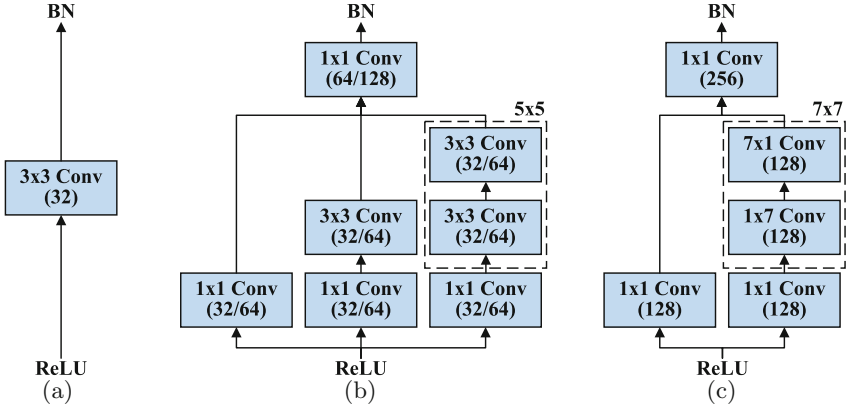 BN
3x3 Conv
(32)
ReLU
(a)
BN
1x1 Conv
(64/128)
5x5
3x3 Conv
(32/64)
3x3 Conv
(32/64)
3x3 Conv
(32/64)
1x1 Conv
(32/64)
1x1 Conv
(32/64)
1x1 Conv
(32/64)
ReLU
(b)
BN
1x1 Conv
(256)
7x7
7x1 Conv
(128)
1x7 Conv
(128)
1x1 Conv
(128)
1x1 Conv
(128)
ReLU
(c)